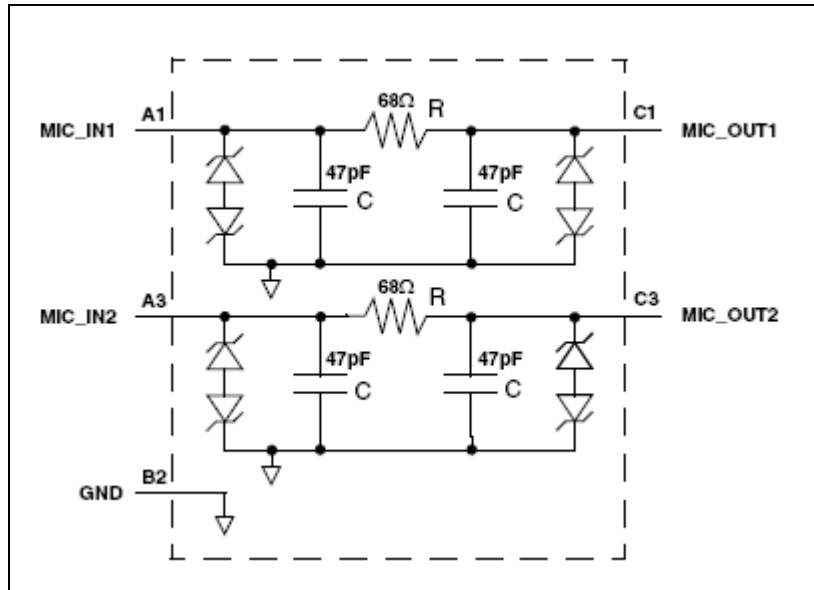 68Ω R
A1 C1
MIC_IN1 MIC_OUT1
47pF 47pF
C C
68Ω R
A3 C3
MIC_IN2 MIC_OUT2
47pF 47pF
C C
B2
GND